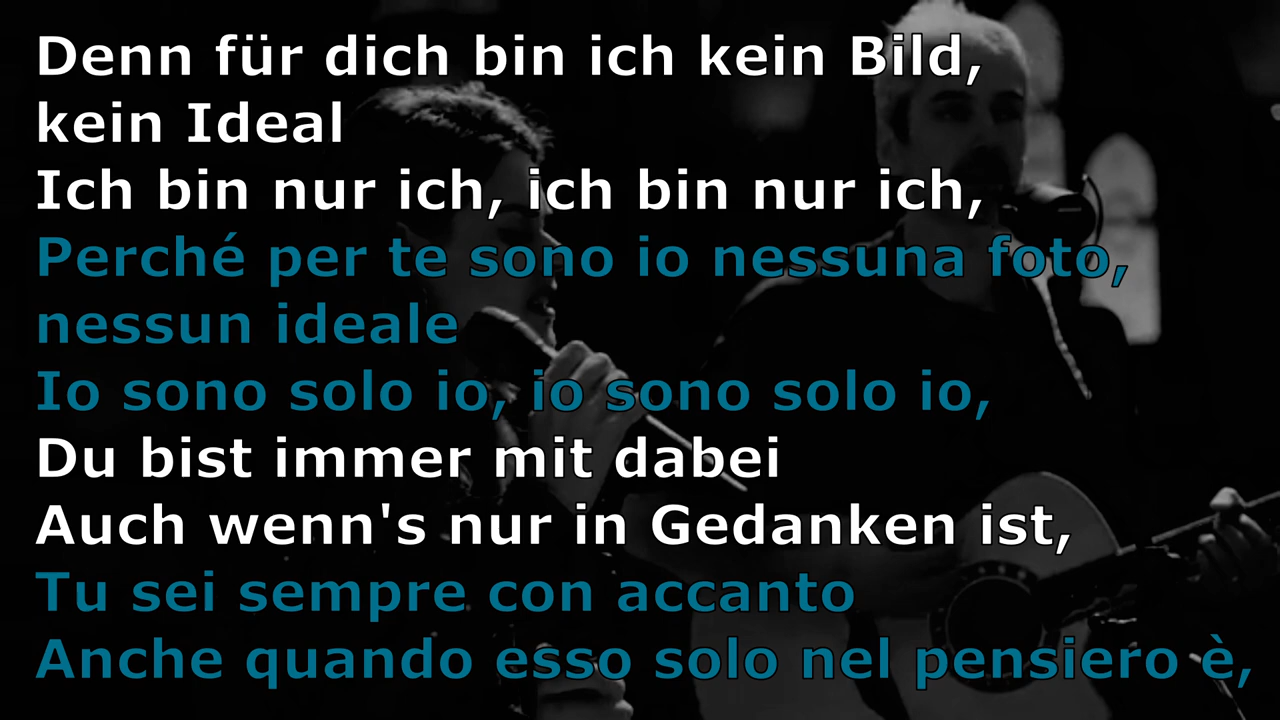 Denn für dich bin ich kein Bild,
kein Ideal
Ich bin nur ich, ich bin nur ich,
Perché per te sono io nessuna foto,
nessun ideale
Io sono solo io, io sono solo io,
Du bist immer mit dabei
Auch wenn's nur in Gedanken ist,
Tu sei sempre con accanto
Anche quando esso solo nel pensiero è,